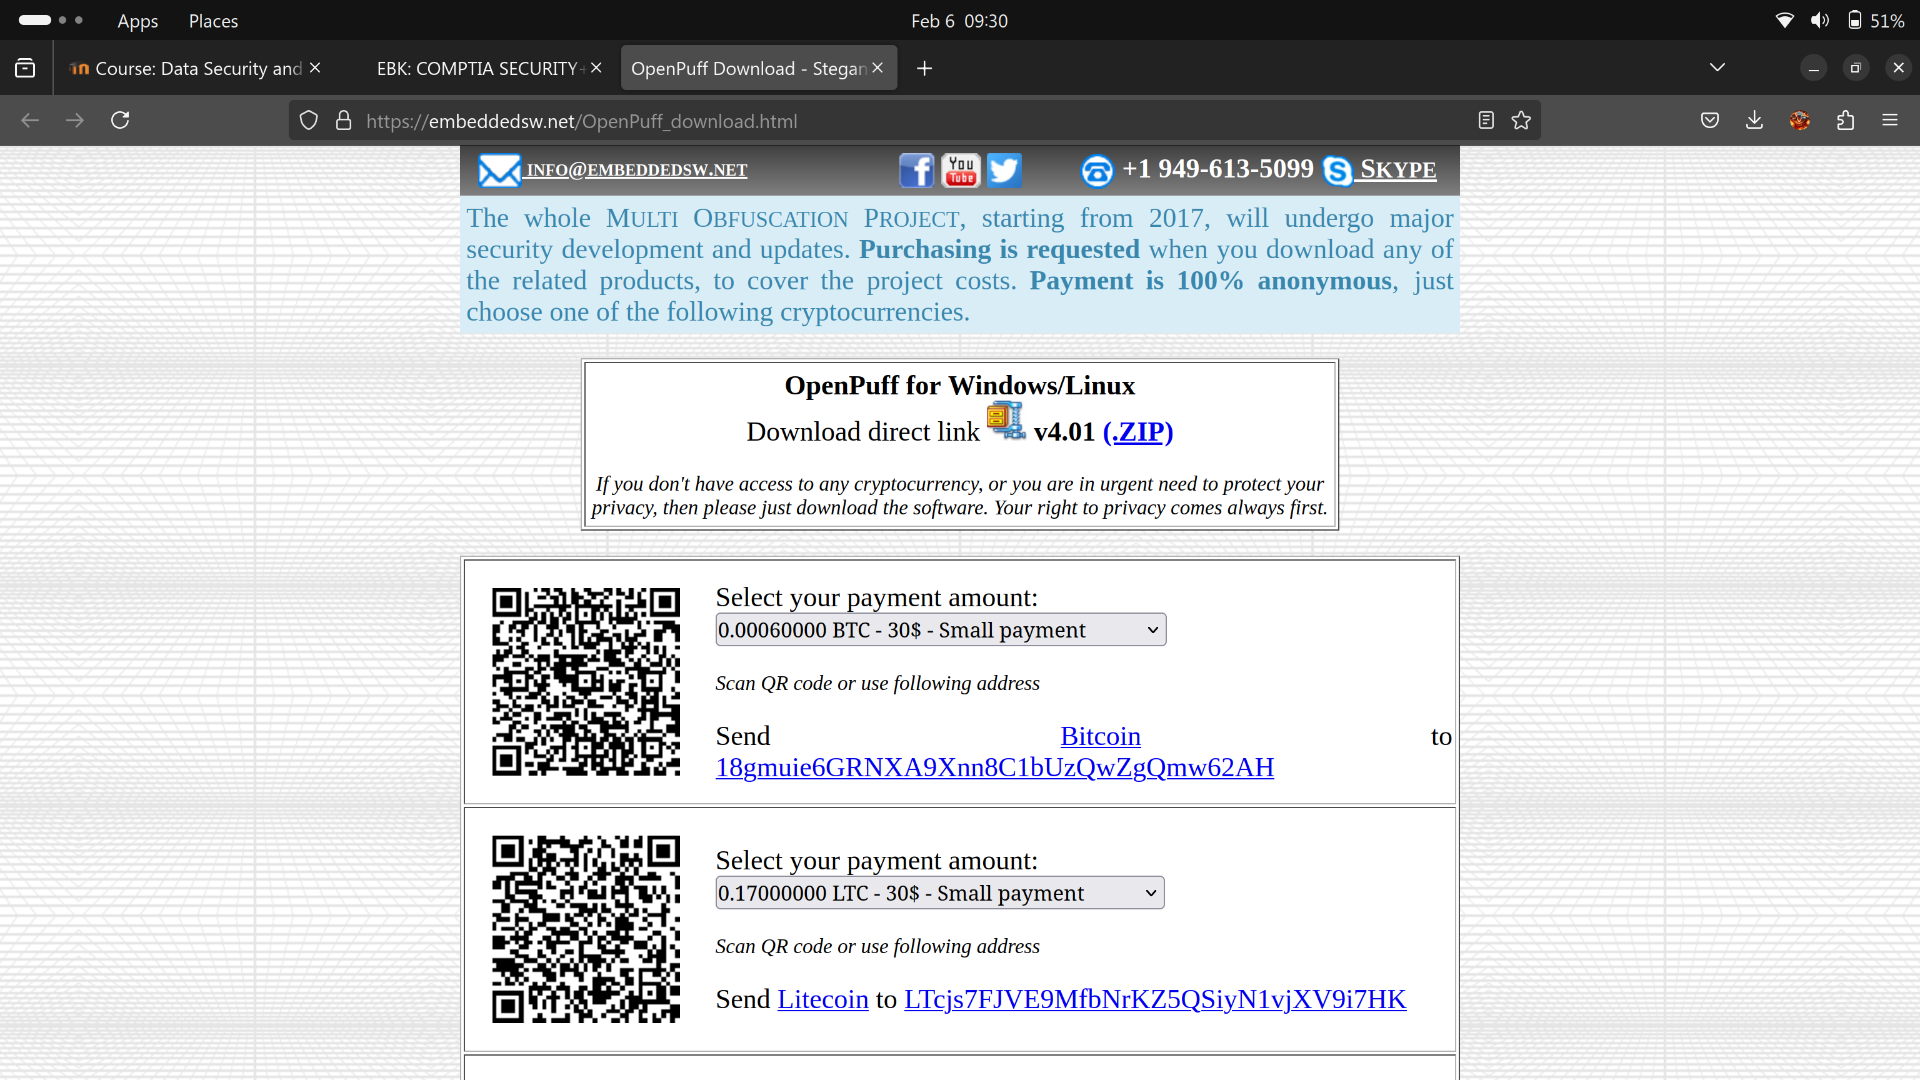 Apps Places Feb 6 09:30 51%
Course: Data Security and EBK: COMPTIA SECURITY+ OpenPuff Download - Stegan
https://embeddedsw.net/OpenPuff_download.html
INFO@EMBEDDEDSW.NET You Tube +1 949-613-5099 SKYPE
The whole MULTI OBFUSCATION PROJECT, starting from 2017, will undergo major
security development and updates. Purchasing is requested when you download any of
the related products, to cover the project costs. Payment is 100% anonymous, just
choose one of the following cryptocurrencies.
OpenPuff for Windows/Linux
Download direct link v4.01 (.ZIP)
If you don't have access to any cryptocurrency, or you are in urgent need to protect your
privacy, then please just download the software. Your right to privacy comes always first.
Select your payment amount:
0.00060000 BTC - 30$ - Small payment
Scan QR code or use following address
Send Bitcoin to
18gmuie6GRNXA9Xnn8C1bUzQwZgQmw62AH
Select your payment amount:
0.17000000 LTC - 30$ - Small payment
Scan QR code or use following address
Send Litecoin to LTcjs7FJVE9MfbNrKZ5QSiyN1vjXV9i7HK